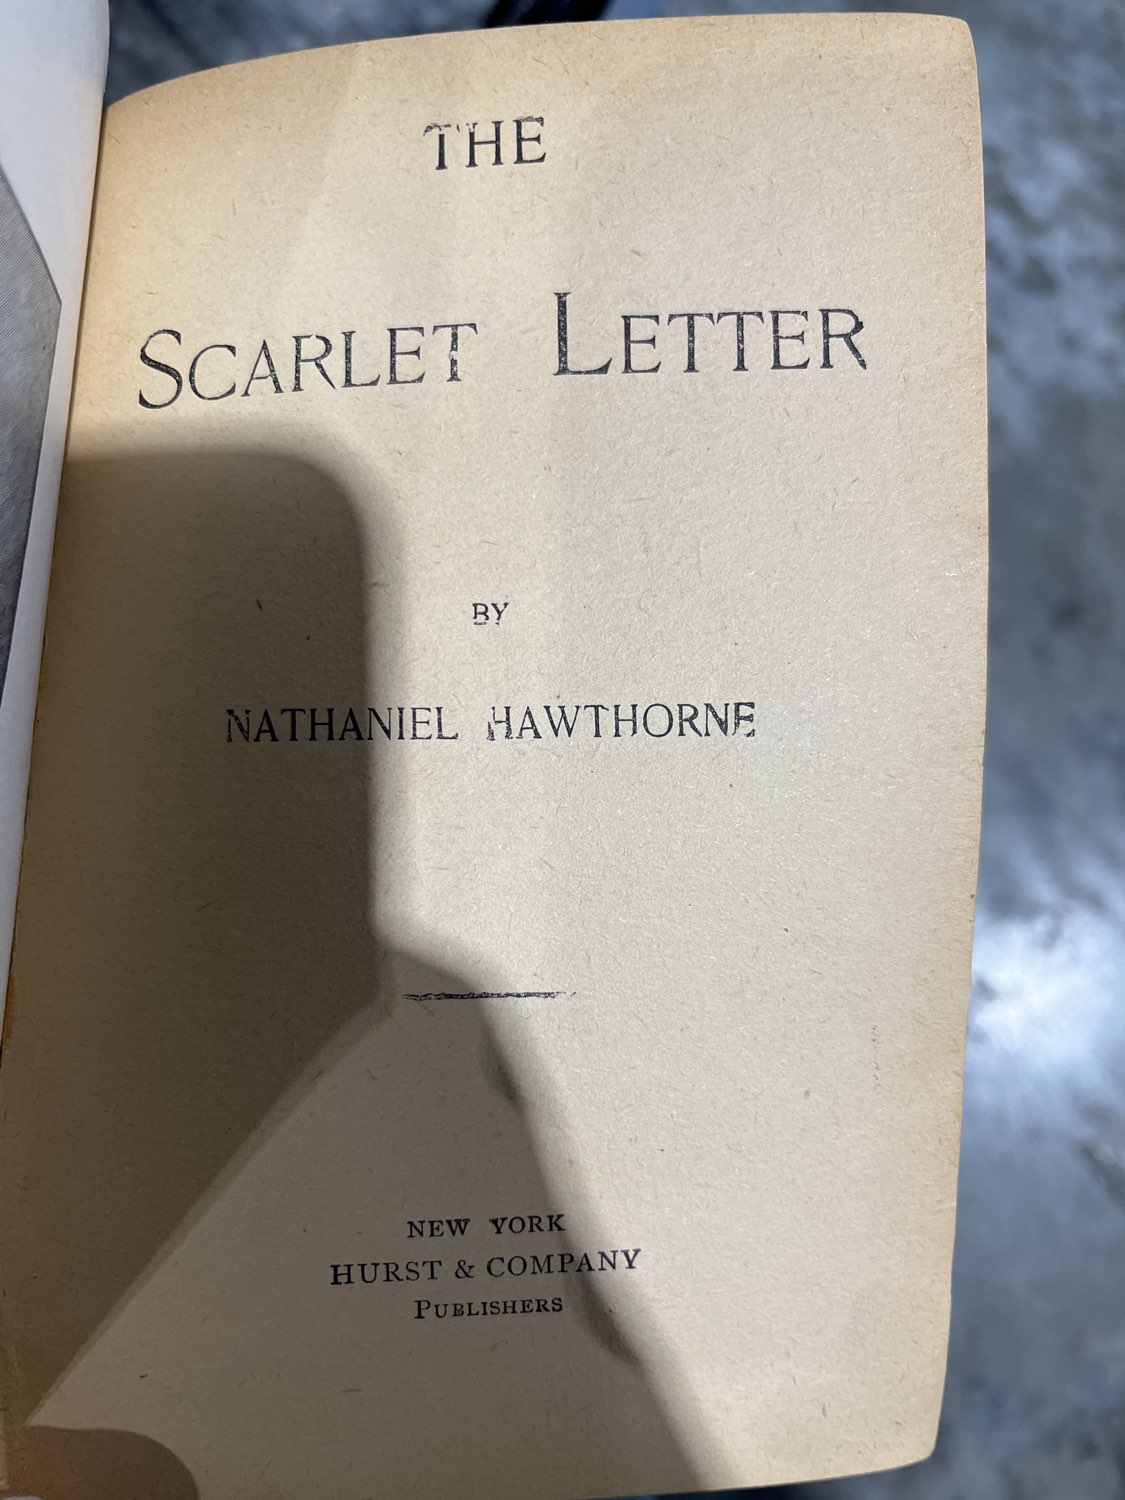 THE
SCARLET LETTER
BY
NATHANIEL HAWTHORNE
NEW YORK
HURST & COMPANY
PUBLISHERS